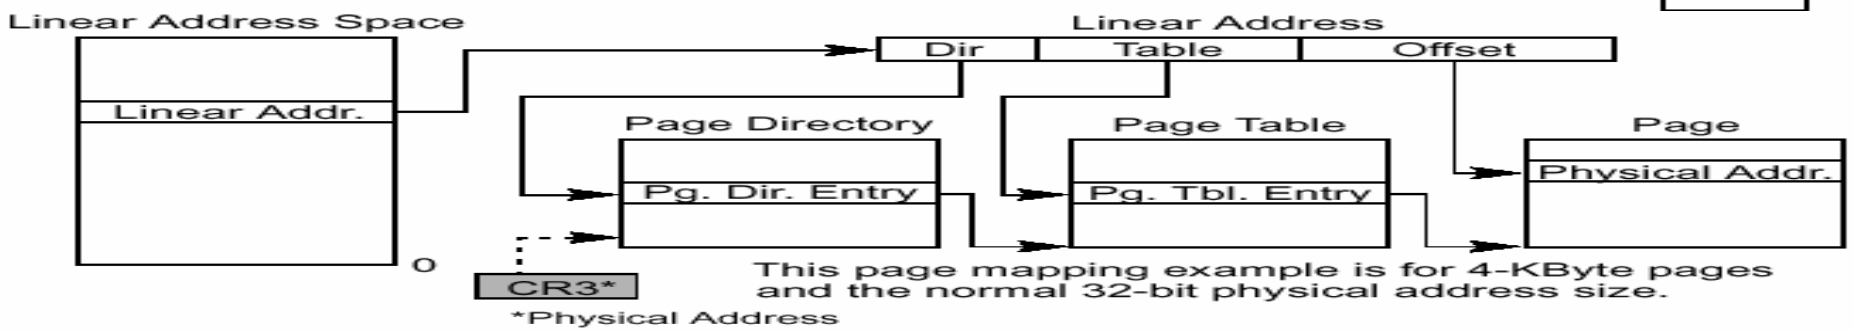 Linear Address Space
Linear Address
Dir Table Offset
Linear Addr.
Page Directory Page Table Page
Physical Addr.
Pg. Dir. Entry Pg. Tbl. Entry
0
This page mapping example is for 4-KByte pages
CR3*
and the normal 32-bit physical address size.
*Physical Address